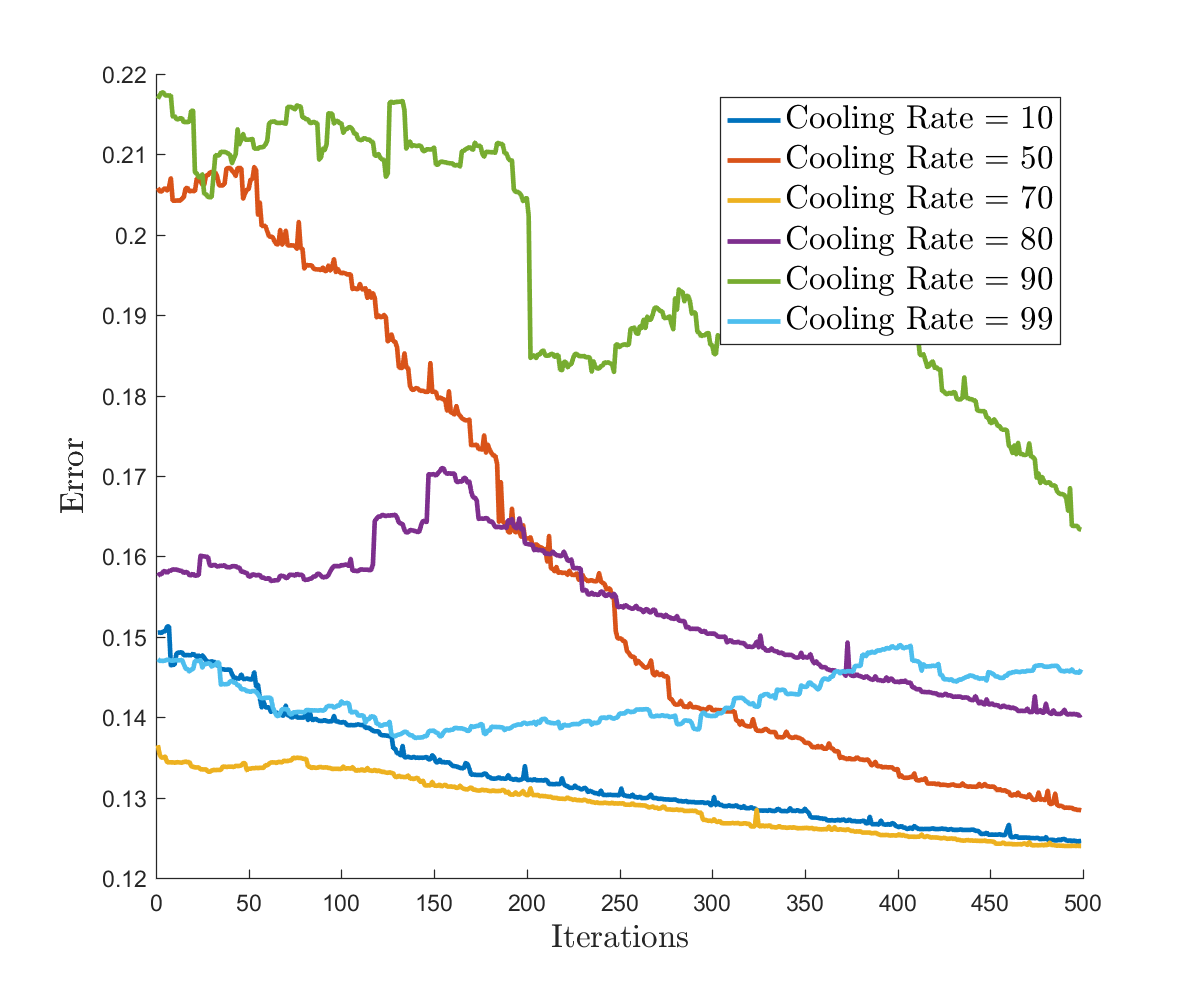 0.22
0.21
0.2
0.19
0.18
0.17
0.16
0.15
0.14
0.13
0.12
Error
Cooling Rate = 10
Cooling Rate = 50
Cooling Rate = 70
Cooling Rate = 80
Cooling Rate = 90
Cooling Rate = 99
0 50 100 150 200 250 300 350 400 450 500
Iterations